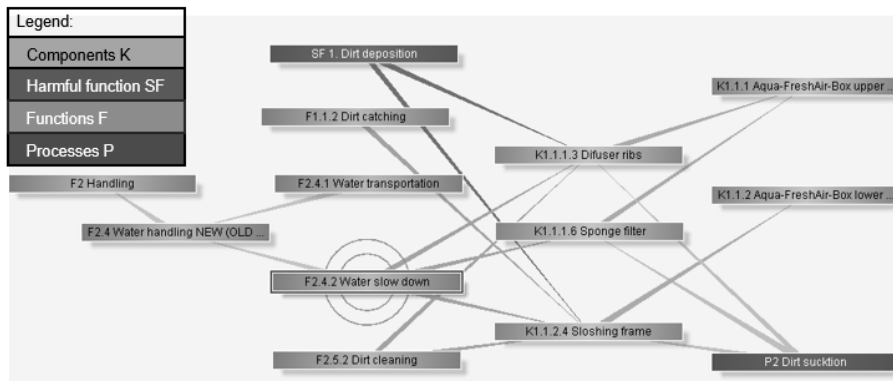 Legend:
Components K
Harmful function SF
Functions F
Processes P
SF 1. Dirt deposition
K1.1.1 Aqua-FreshAir-Box upper ...
F1.1.2 Dirt catching
K1.1.1.3 Difuser ribs
F2 Handling
F2.4.1 Water transportation
K1.1.2 Aqua-FreshAir-Box lower ...
F2.4 Water handling NEW (OLD ...
K1.1.1.6 Sponge filter
F2.4.2 Water slow down
K1.1.2.4 Sloshing frame
F2.5.2 Dirt cleaning
P2 Dirt sucktion